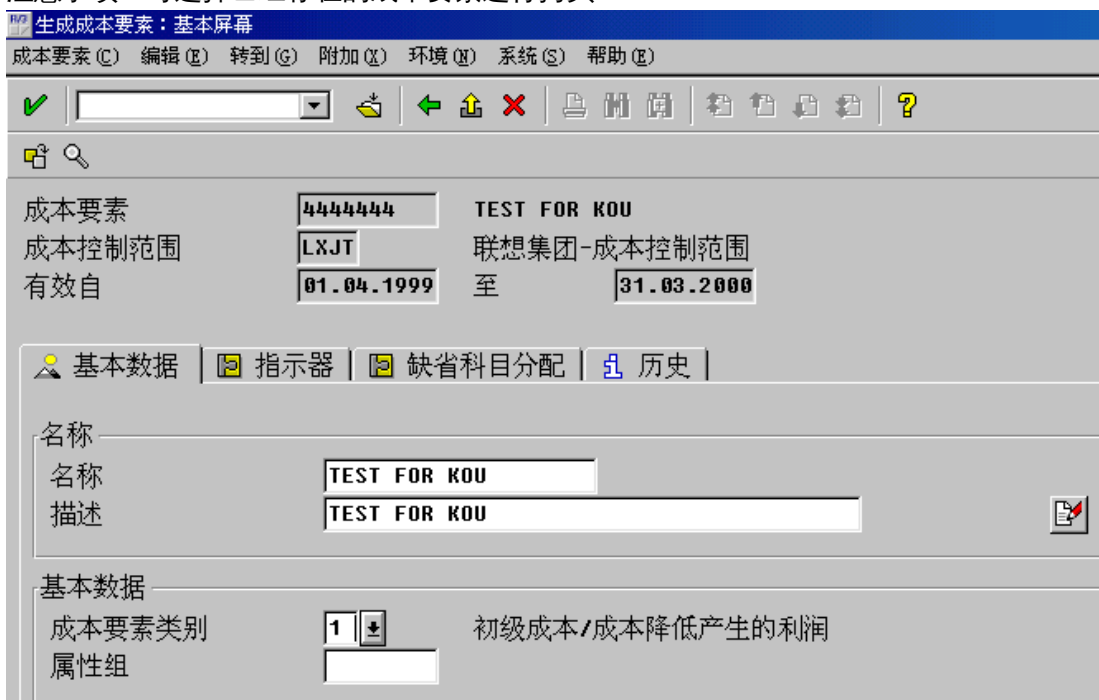 生成成本要素：基本屏幕
成本要素(C) 编辑(E) 转到(G) 附加(X) 环境(N) 系统(S) 帮助(E)
成本要素 4444444 TEST FOR KOU
成本控制范围 LXJT 联想集团-成本控制范围
有效自 01.04.1999 至 31.03.2000
基本数据 指示器 缺省科目分配 历史
名称
名称 TEST FOR KOU
描述 TEST FOR KOU
基本数据
成本要素类别 1 初级成本/成本降低产生的利润
属性组